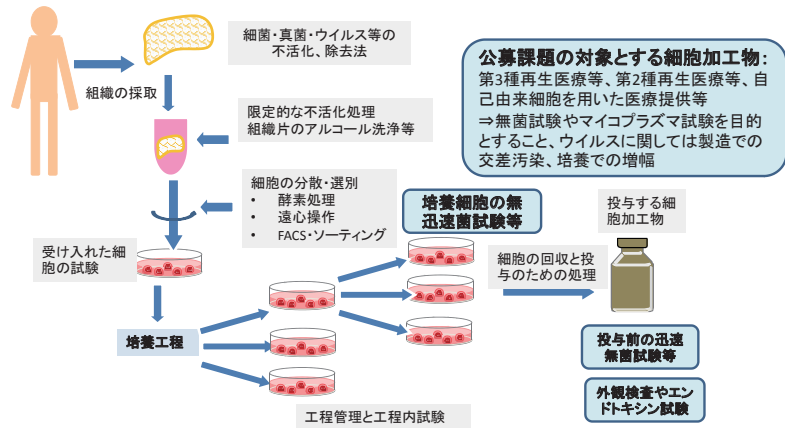 細菌・真菌・ウイルス等の
不活化、除去法
公募課題の対象とする細胞加工物：
第3種再生医療等、第2種再生医療等、自
己由来細胞を用いた医療提供等
⇒無菌試験やマイコプラズマ試験を目
的とすること、ウイルスに関しては製造での
交差汚染、培養での増幅
組織の採取
限定的な不活化処理
組織片のアルコール洗浄等
細胞の分散・選別
• 酵素処理
• 遠心操作
• FACS・ソーティング
培養細胞の無
迅速菌試験等
投与する細
胞加工物
受け入れた細
胞の試験
細胞の回収と投
与のための処理
培養工程
投与前の迅速
無菌試験等
外観検査やエン
ドトキシン試験
工程管理と工程内試験